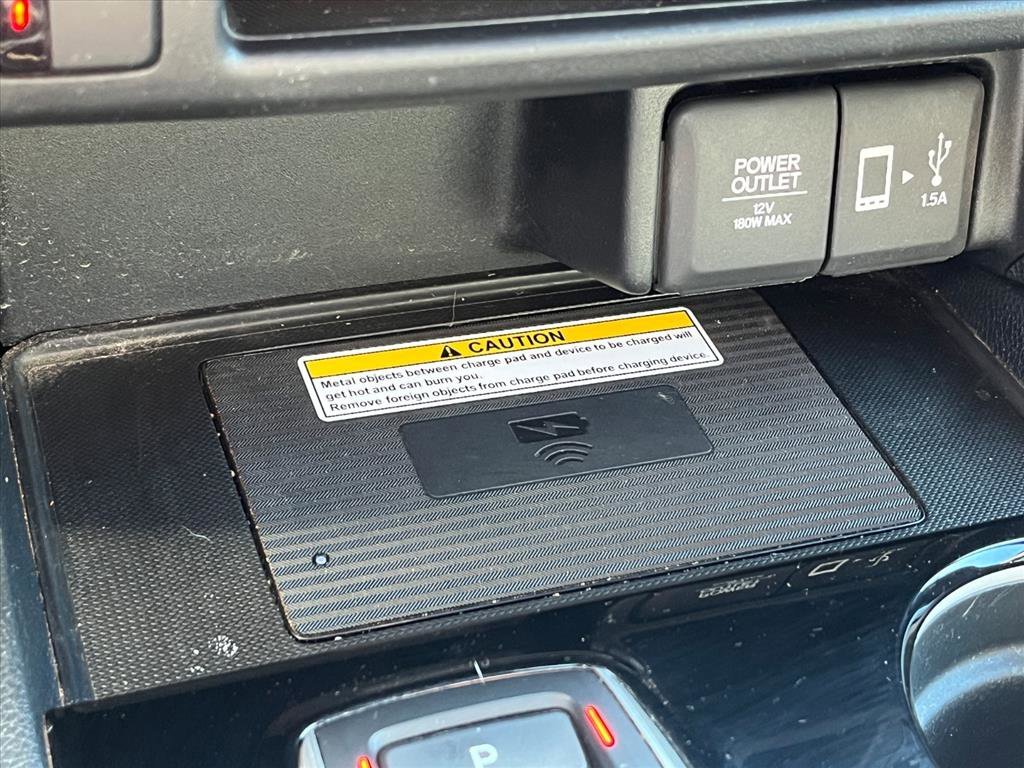 POWER
OUTLET
12V
180W MAX
1.5A
CAUTION
Metal objects between charge pad and device to be charged will
get hot and can burn you.
Remove foreign objects from charge pad before charging device.
P